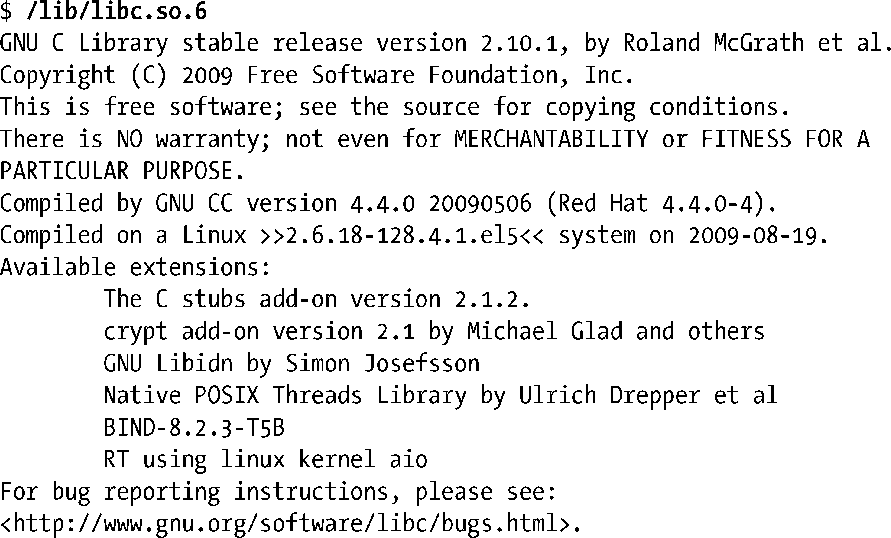 $ /lib/libc.so.6
GNU C Library stable release version 2.10.1, by Roland McGrath et al.
Copyright (C) 2009 Free Software Foundation, Inc.
This is free software; see the source for copying conditions.
There is NO warranty; not even for MERCHANTABILITY or FITNESS FOR A
PARTICULAR PURPOSE.
Compiled by GNU CC version 4.4.0 20090506 (Red Hat 4.4.0-4).
Compiled on a Linux >>2.6.18-128.4.1.el5<< system on 2009-08-19.
Available extensions:
        The C stubs add-on version 2.1.2.
        crypt add-on version 2.1 by Michael Glad and others
        GNU Libidn by Simon Josefsson
        Native POSIX Threads Library by Ulrich Drepper et al
        BIND-8.2.3-T5B
        RT using linux kernel aio
For bug reporting instructions, please see:
<http://www.gnu.org/software/libc/bugs.html>.